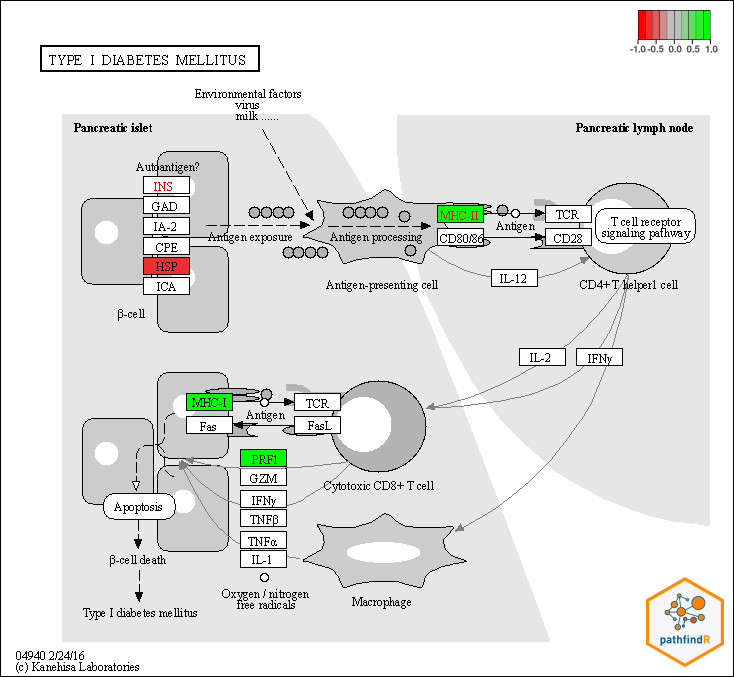 -1.0 -0.5 0.0 0.5 1.0
TYPE I DIABETES MELLITUS
Environmental factors
virus
milk ......
Pancreatic islet
Pancreatic lymph node
Autoantigen?
INS
GAD
IA-2
CPE
HSP
ICA
β-cell
Antigen exposure
Antigen processing
Antigen-presenting cell
MHC-II
CD80/86
Antigen
TCR
CD28
T cell receptor
signaling pathway
IL-12
CD4+ T helper1 cell
IL-2
IFNγ
MHC-I
Fas
Antigen
TCR
FasL
PRF1
GZM
IFNγ
TNFβ
TNFα
IL-1
Oxygen / nitrogen
free radicals
Cytotoxic CD8+ T cell
Macrophage
Apoptosis
β-cell death
Type I diabetes mellitus
04940 2/24/16
(c) Kanehisa Laboratories
pathfindR